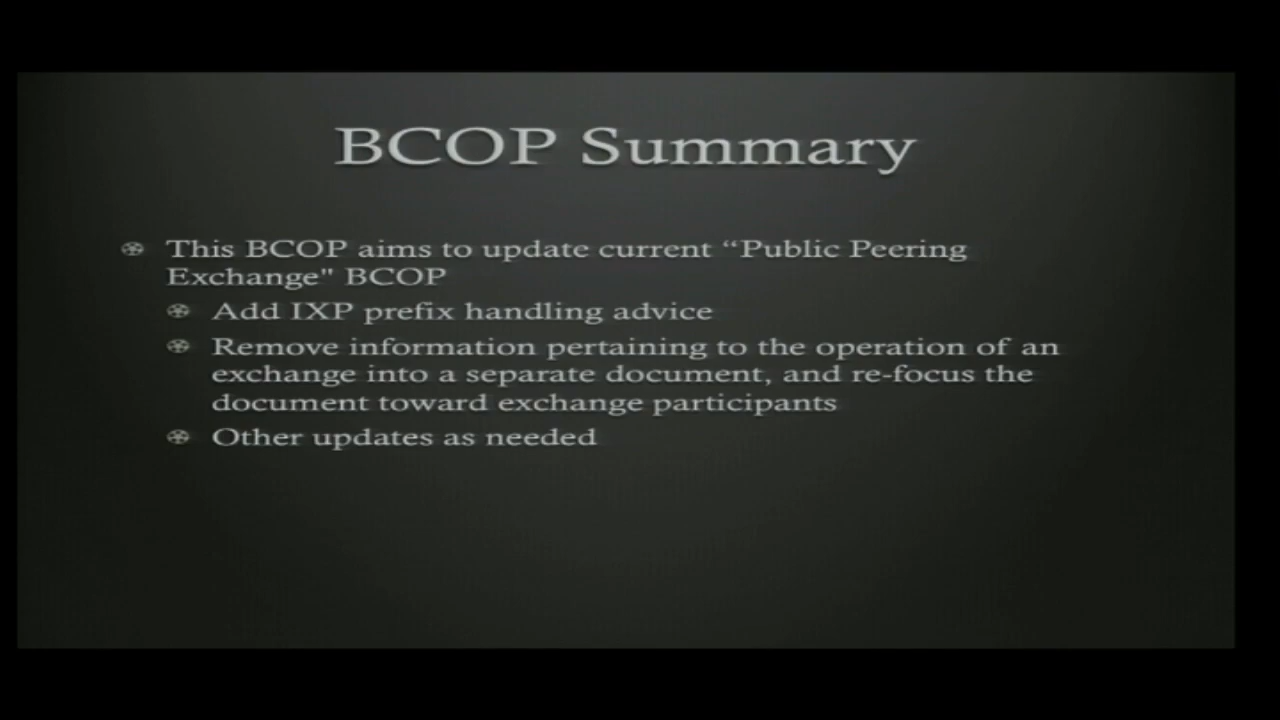 BCOP Summary
This BCOP aims to update current “Public Peering
Exchange" BCOP
Add IXP prefix handling advice
Remove information pertaining to the operation of an
exchange into a separate document, and re-focus the
document toward exchange participants
Other updates as needed